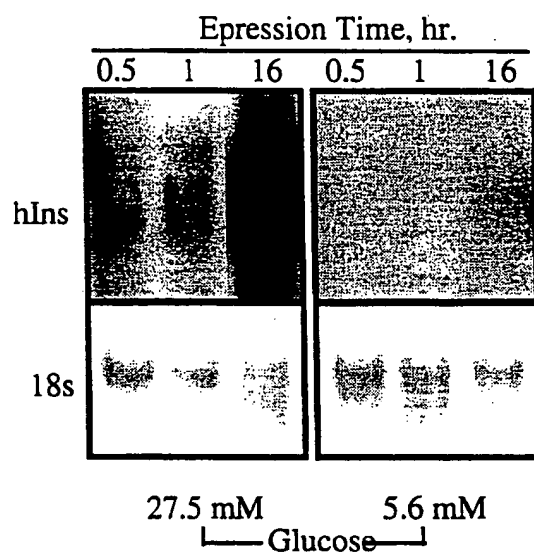 Epression Time, hr.
0.5 1 16 0.5 1 16
hIns
18s
27.5 mM 5.6 mM
Glucose